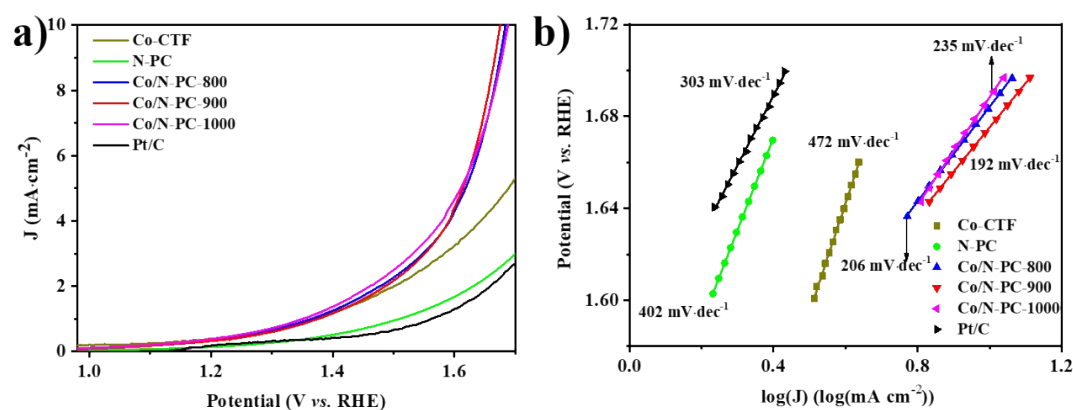 a)
10
8
6
4
2
0
J (mA·cm⁻²)
Co-CTF
N-PC
Co/N-PC-800
Co/N-PC-900
Co/N-PC-1000
Pt/C
1.0
1.2
1.4
1.6
Potential (V vs. RHE)
b)
1.72
1.68
1.64
1.60
Potential (V vs. RHE)
303 mV·dec⁻¹
235 mV·dec⁻¹
472 mV·dec⁻¹
192 mV·dec⁻¹
206 mV·dec⁻¹
402 mV·dec⁻¹
Co-CTF
N-PC
Co/N-PC-800
Co/N-PC-900
Co/N-PC-1000
Pt/C
0.0
0.4
0.8
1.2
log(J) (log(mA cm⁻²))